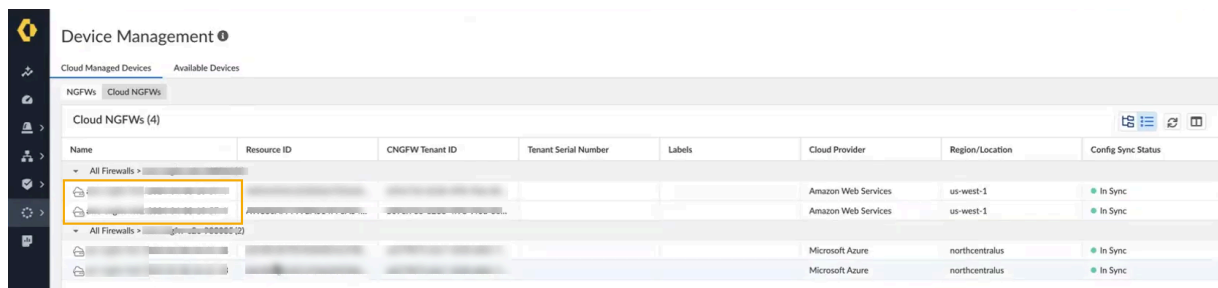 Device Management
Cloud Managed Devices Available Devices
NGFWs Cloud NGFWs
Cloud NGFWs (4)
Name Resource ID CNGFW Tenant ID Tenant Serial Number Labels Cloud Provider Region/Location Config Sync Status
All Firewalls >
Amazon Web Services us-west-1 In Sync
Amazon Web Services us-west-1 In Sync
All Firewalls > (2)
Microsoft Azure northcentralus In Sync
Microsoft Azure northcentralus In Sync